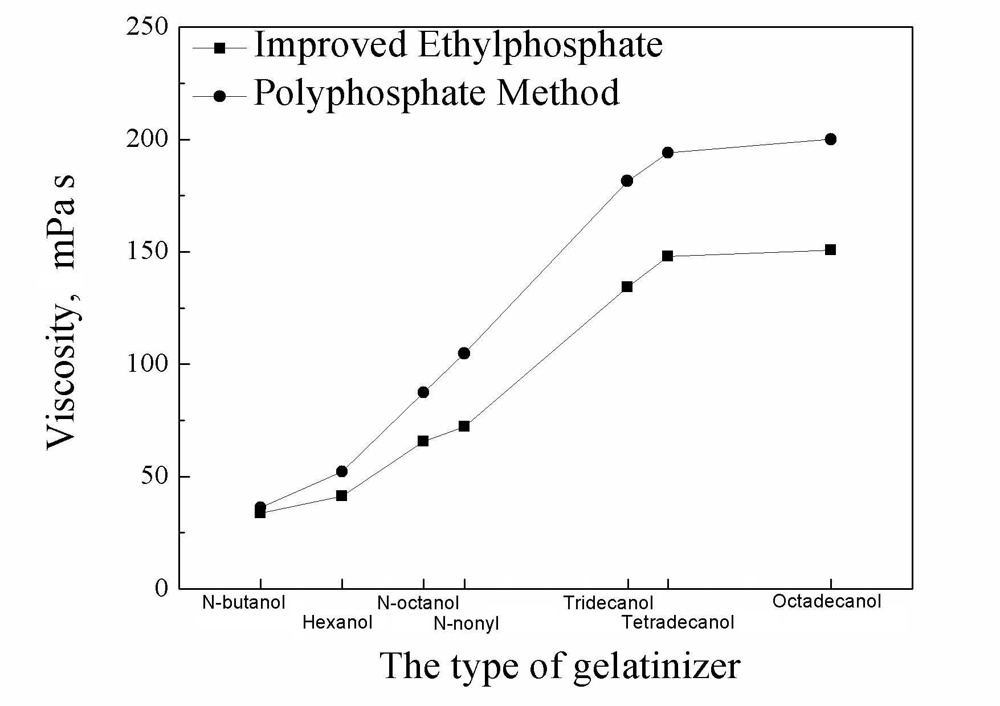 250
Improved Ethylphosphate
Polyphosphate Method
200
150
100
50
0
Viscosity, mPa s
N-butanol
Hexanol
N-octanol
N-nonyl
Tridecanol
Tetradecanol
Octadecanol
The type of gelatinizer